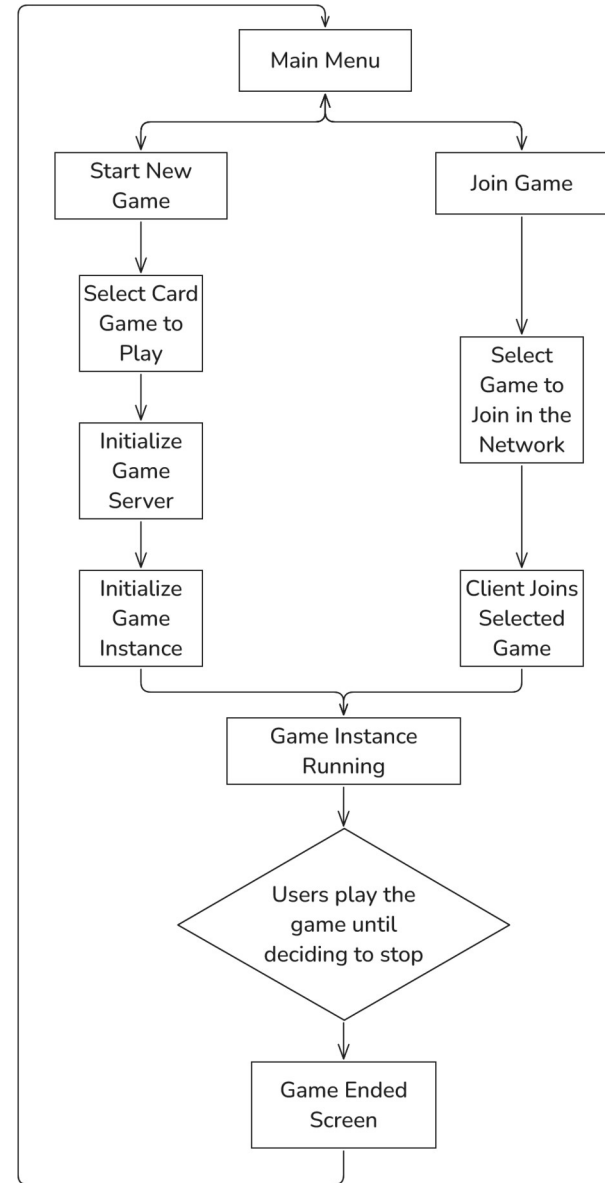 Main Menu
Start New
Game
Join Game
Select Card
Game to
Play
Select
Game to
Join in the
Network
Initialize
Game
Server
Initialize
Game
Instance
Client Joins
Selected
Game
Game Instance
Running
Users play the
game until
deciding to stop
Game Ended
Screen